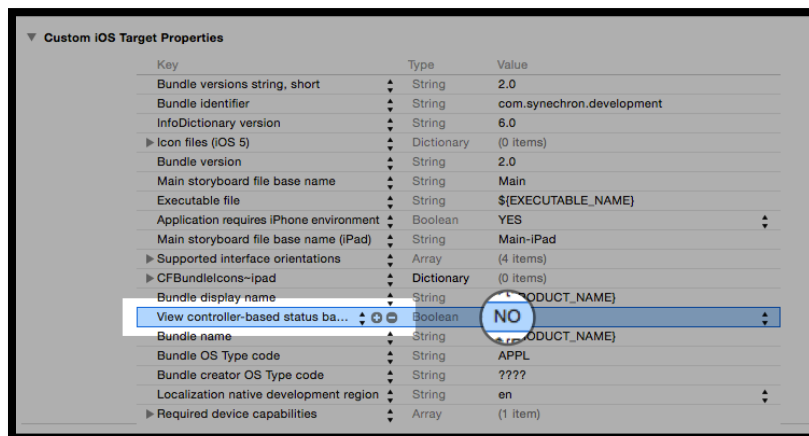 Custom iOS Target Properties
Key Type Value
Bundle versions string, short String 2.0
Bundle identifier String com.synechron.development
InfoDictionary version String 6.0
Icon files (iOS 5) Dictionary (0 items)
Bundle version String 2.0
Main storyboard file base name String Main
Executable file String ${EXECUTABLE_NAME}
Application requires iPhone environment Boolean YES
Main storyboard file base name (iPad) String Main-iPad
Supported interface orientations Array (4 items)
CFBundleIcons~ipad Dictionary (0 items)
Bundle display name String RODUCT_NAME}
View controller-based status ba... Boolean NO
Bundle name String RODUCT_NAME}
Bundle OS Type code String APPL
Bundle creator OS Type code String ????
Localization native development region String en
Required device capabilities Array (1 item)